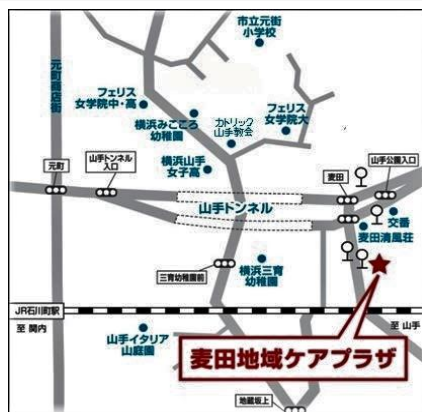 市立元街
小学校
元町商店街
フェリス
女学院中・高
横浜みこころ
幼稚園
カトリック
山手教会
フェリス
女学院大
横浜山手
女子高
元町
山手トンネル
入口
麦田
山手公園入口
山手トンネル
交番
麦田清風荘
三育幼稚園前
横浜三育
幼稚園
JR石川町駅
至 関内
至 山手
山手イタリア
山庭園
麦田地域ケアプラザ
地蔵坂上